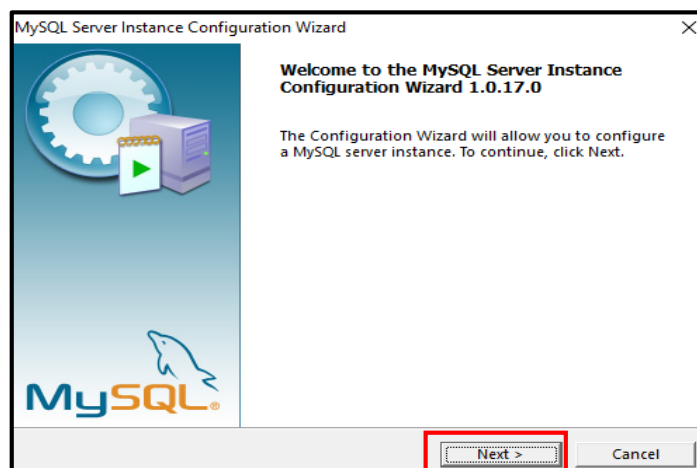 MySQL Server Instance Configuration Wizard
Welcome to the MySQL Server Instance
Configuration Wizard 1.0.17.0
The Configuration Wizard will allow you to configure
a MySQL server instance. To continue, click Next.
MySQL®
Next >
Cancel